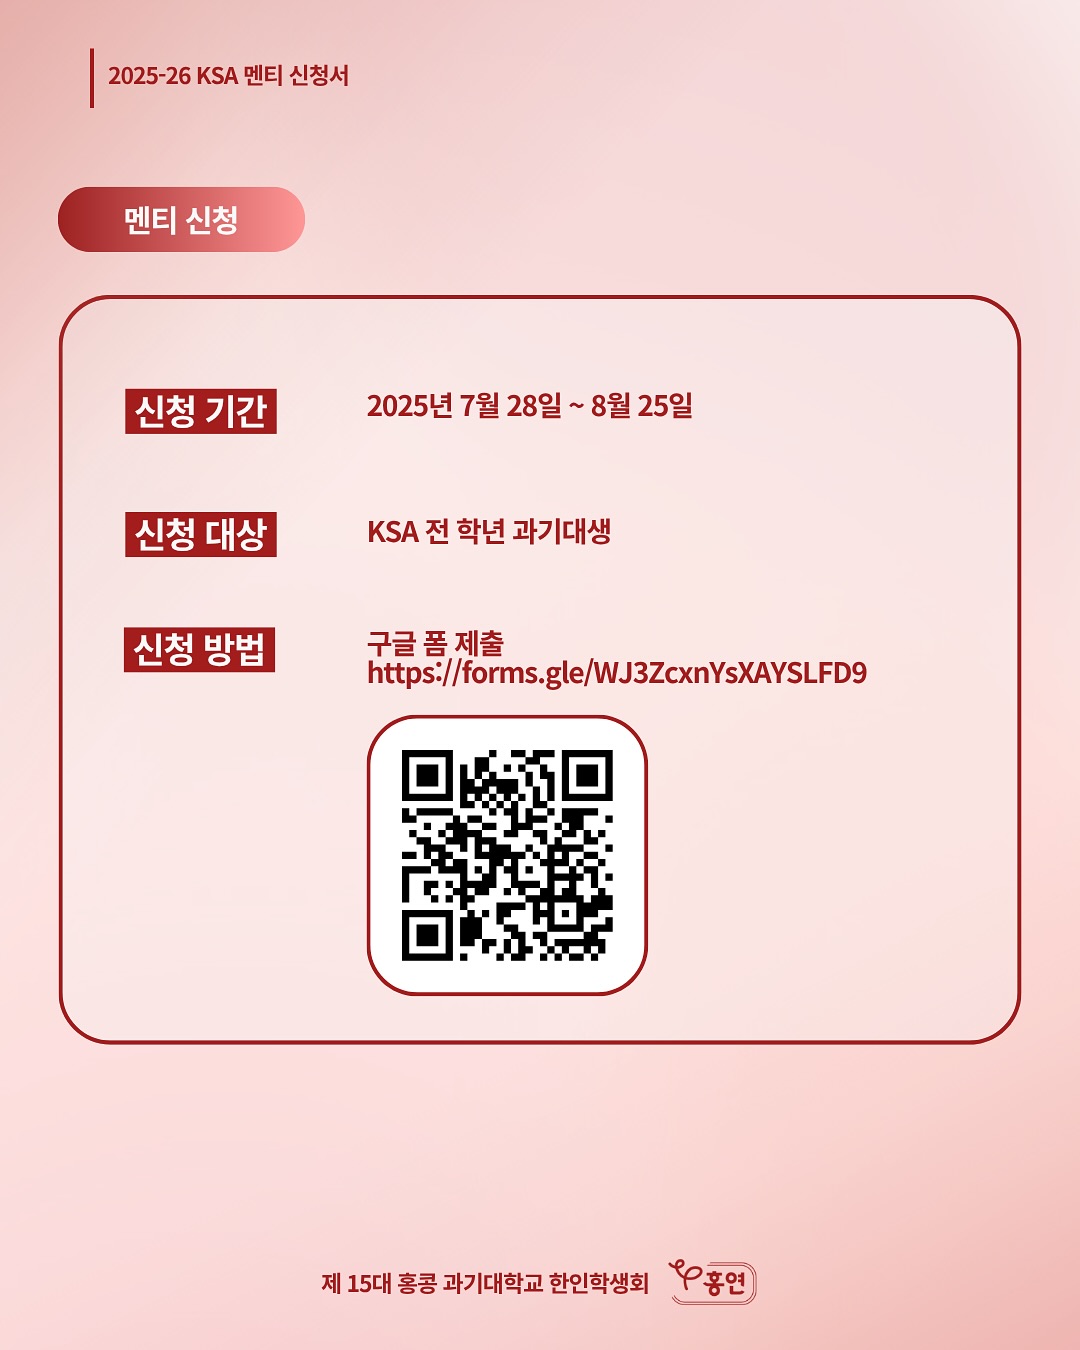 2025-26 KSA 멘티 신청서
멘티 신청
신청 기간
2025년 7월 28일 ~ 8월 25일
신청 대상
KSA 전 학년 과기대생
신청 방법
구글 폼 제출
https://forms.gle/WJ3ZcxnYsXAYSLFD9
제 15대 홍콩 과기대학교 한인학생회
홍연